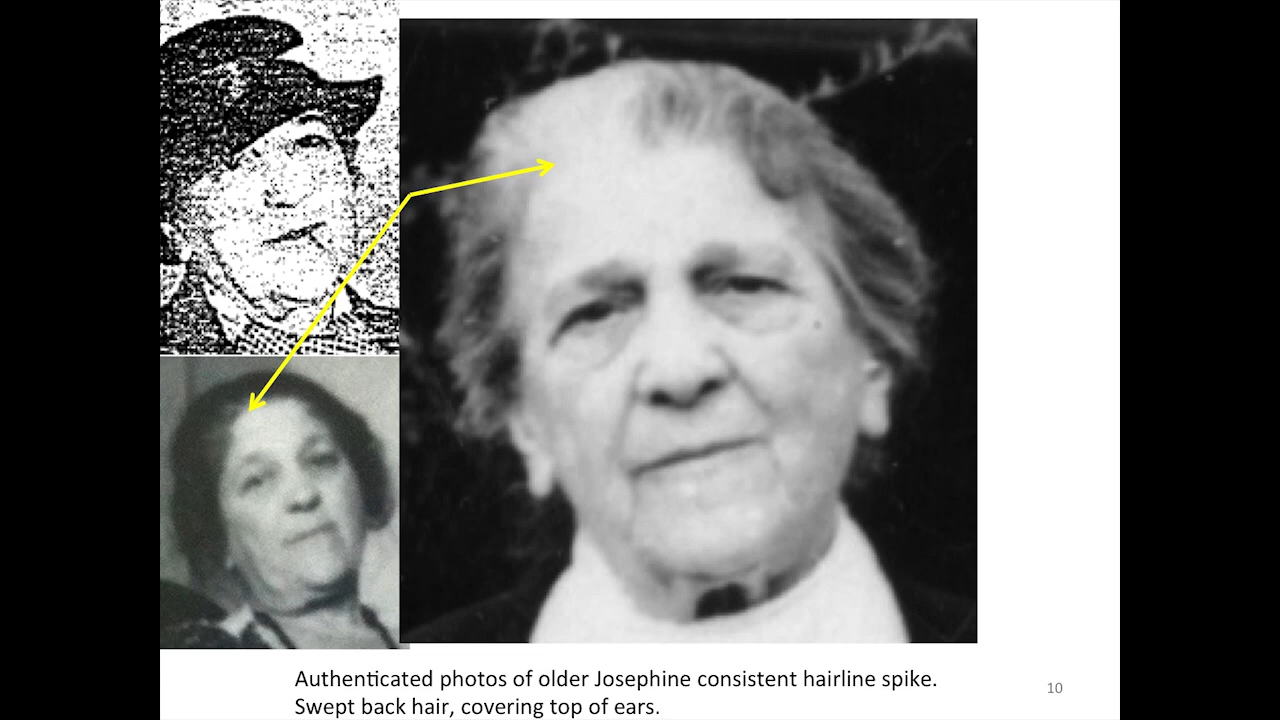 Authenticated photos of older Josephine consistent hairline spike.
Swept back hair, covering top of ears.
10